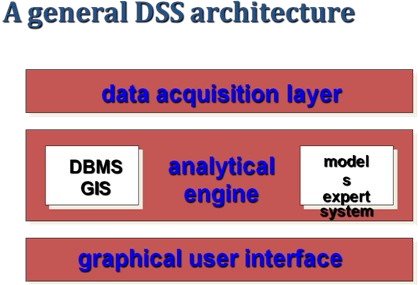 A general DSS architecture
data acquisition layer
DBMS
GIS
analytical
engine
model
s
expert
system
graphical user interface